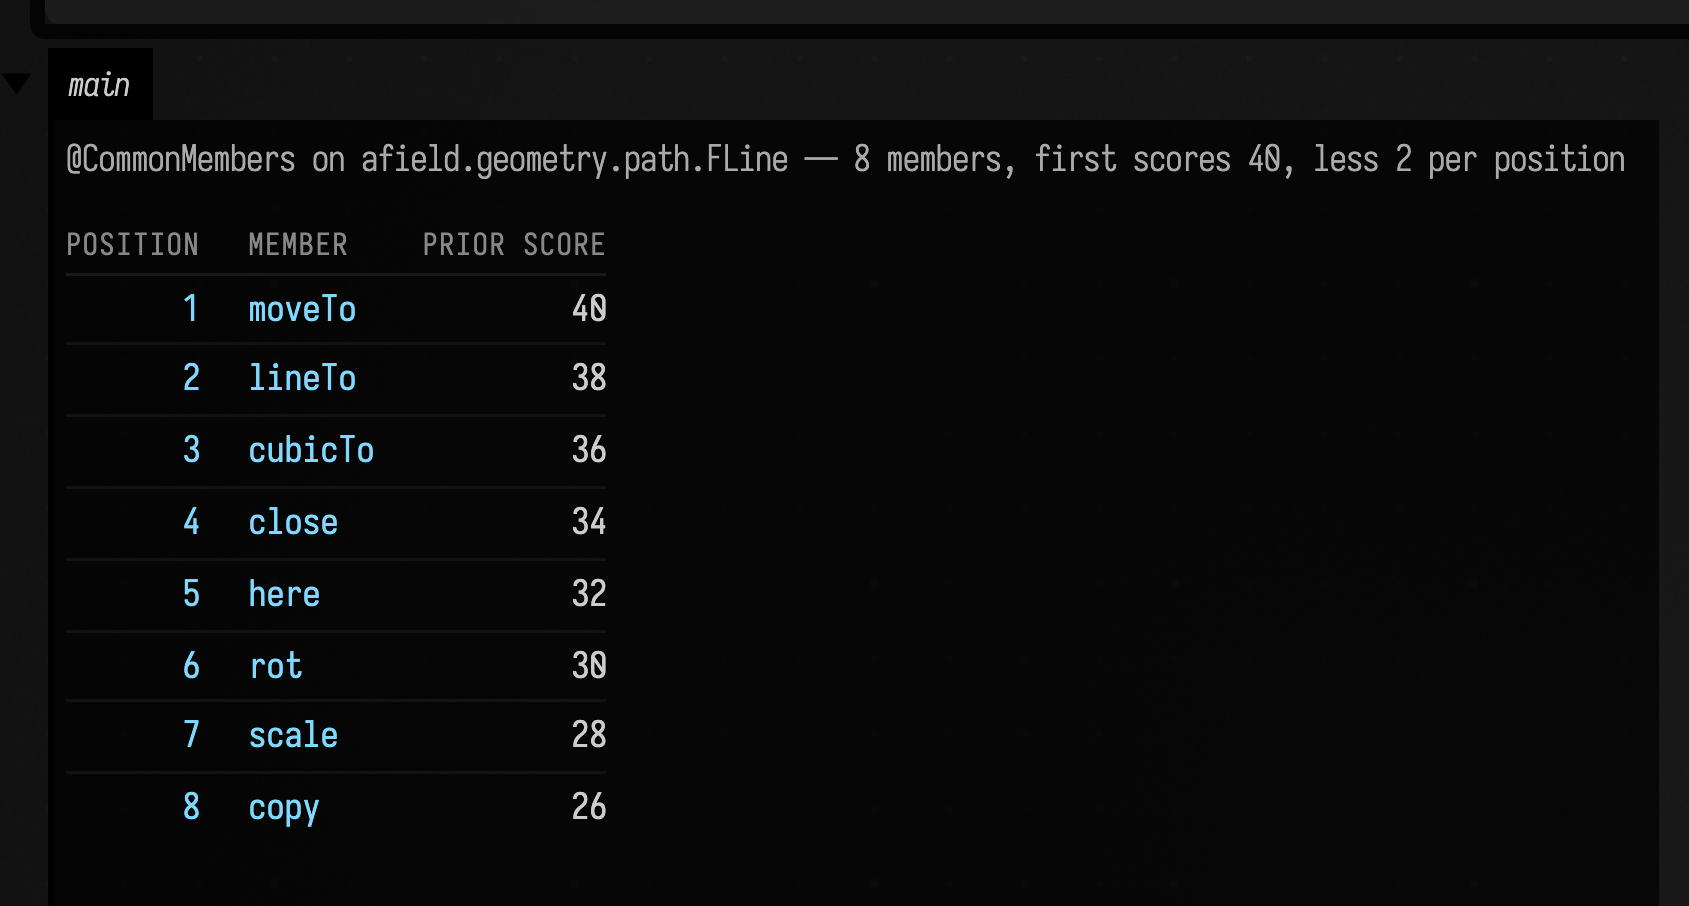 main
@CommonMembers on afield.geometry.path.FLine — 8 members, first scores 40, less 2 per position
POSITION MEMBER PRIOR SCORE
1 moveTo 40
2 lineTo 38
3 cubicTo 36
4 close 34
5 here 32
6 rot 30
7 scale 28
8 copy 26